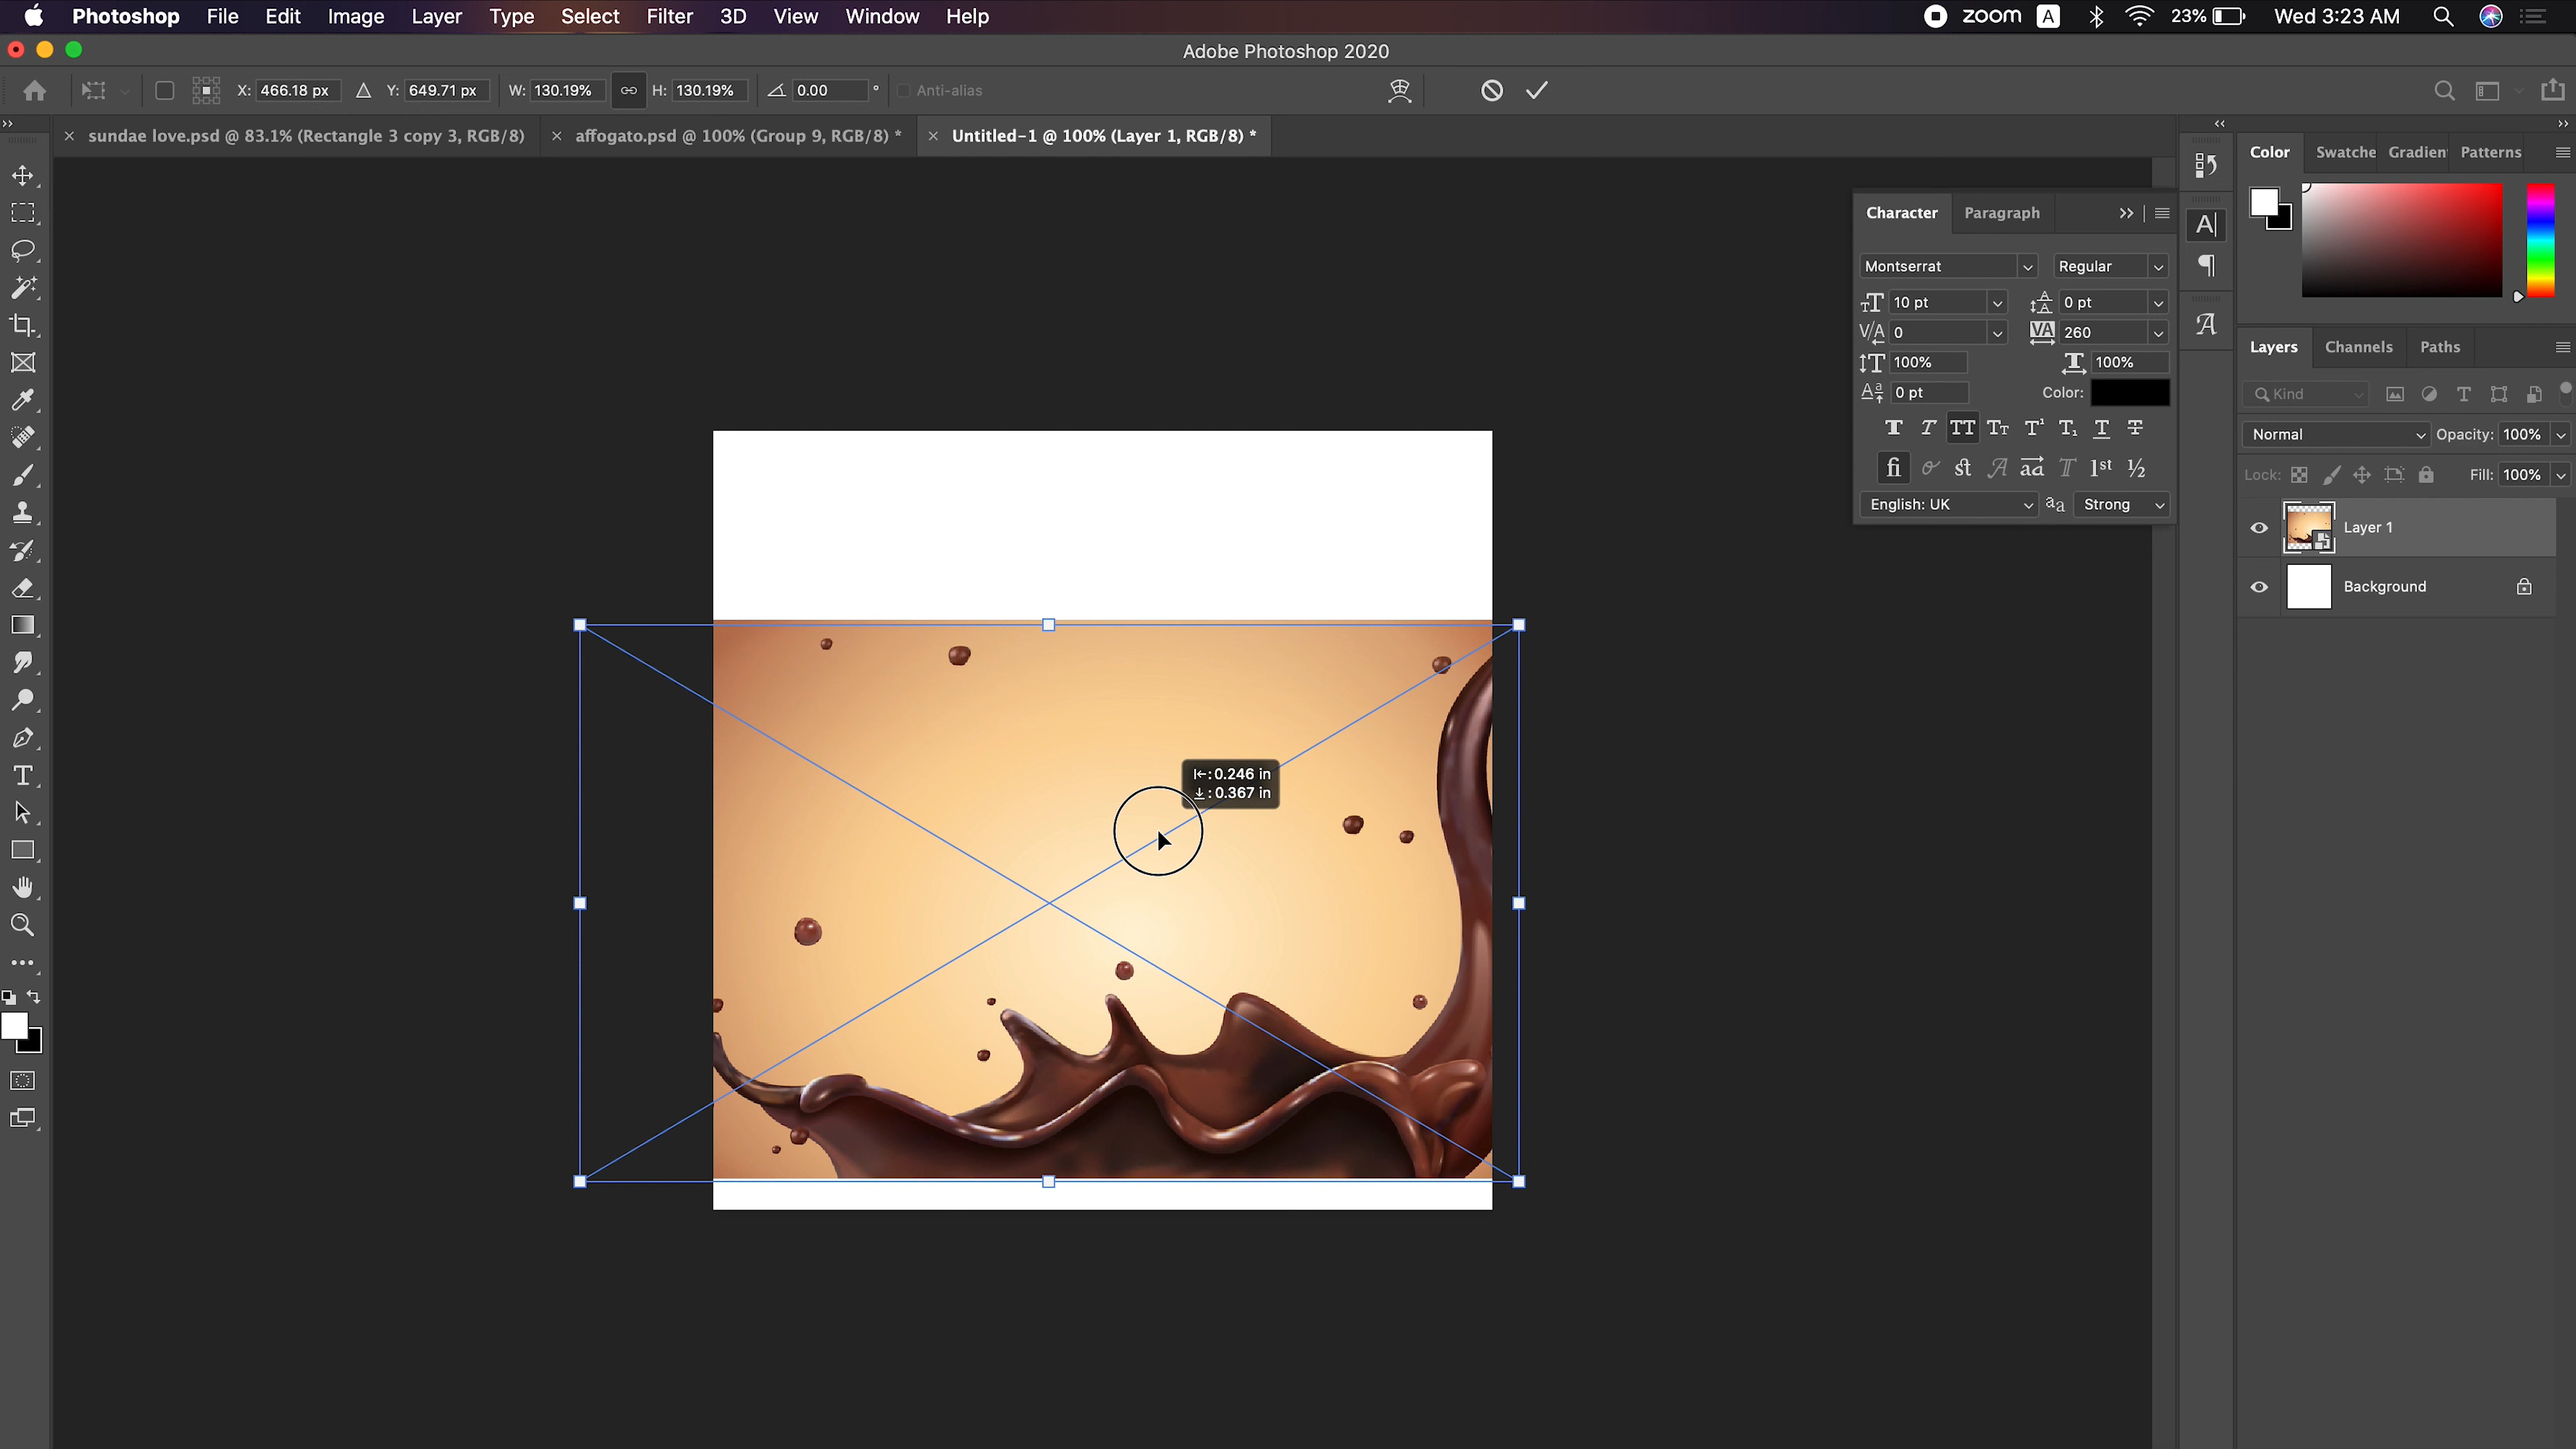 Photoshop File Edit Image Layer Type Select Filter 3D View Window Help zoom A 23% Wed 3:23 AM
Adobe Photoshop 2020
X: 466.18 px Y: 649.71 px W: 130.19% H: 130.19% 0.00 ° Anti-alias
sundae love.psd @ 83.1% (Rectangle 3 copy 3, RGB/8) affogato.psd @ 100% (Group 9, RGB/8) * Untitled-1 @ 100% (Layer 1, RGB/8) *
Color Swatche Gradien Patterns
Character Paragraph
Montserrat Regular
10 pt 0 pt
0 260
100% 100%
0 pt Color:
English: UK Strong
Layers Channels Paths
Kind
Normal Opacity: 100%
Lock: Fill: 100%
Layer 1
Background
: 0.246 in
: 0.367 in